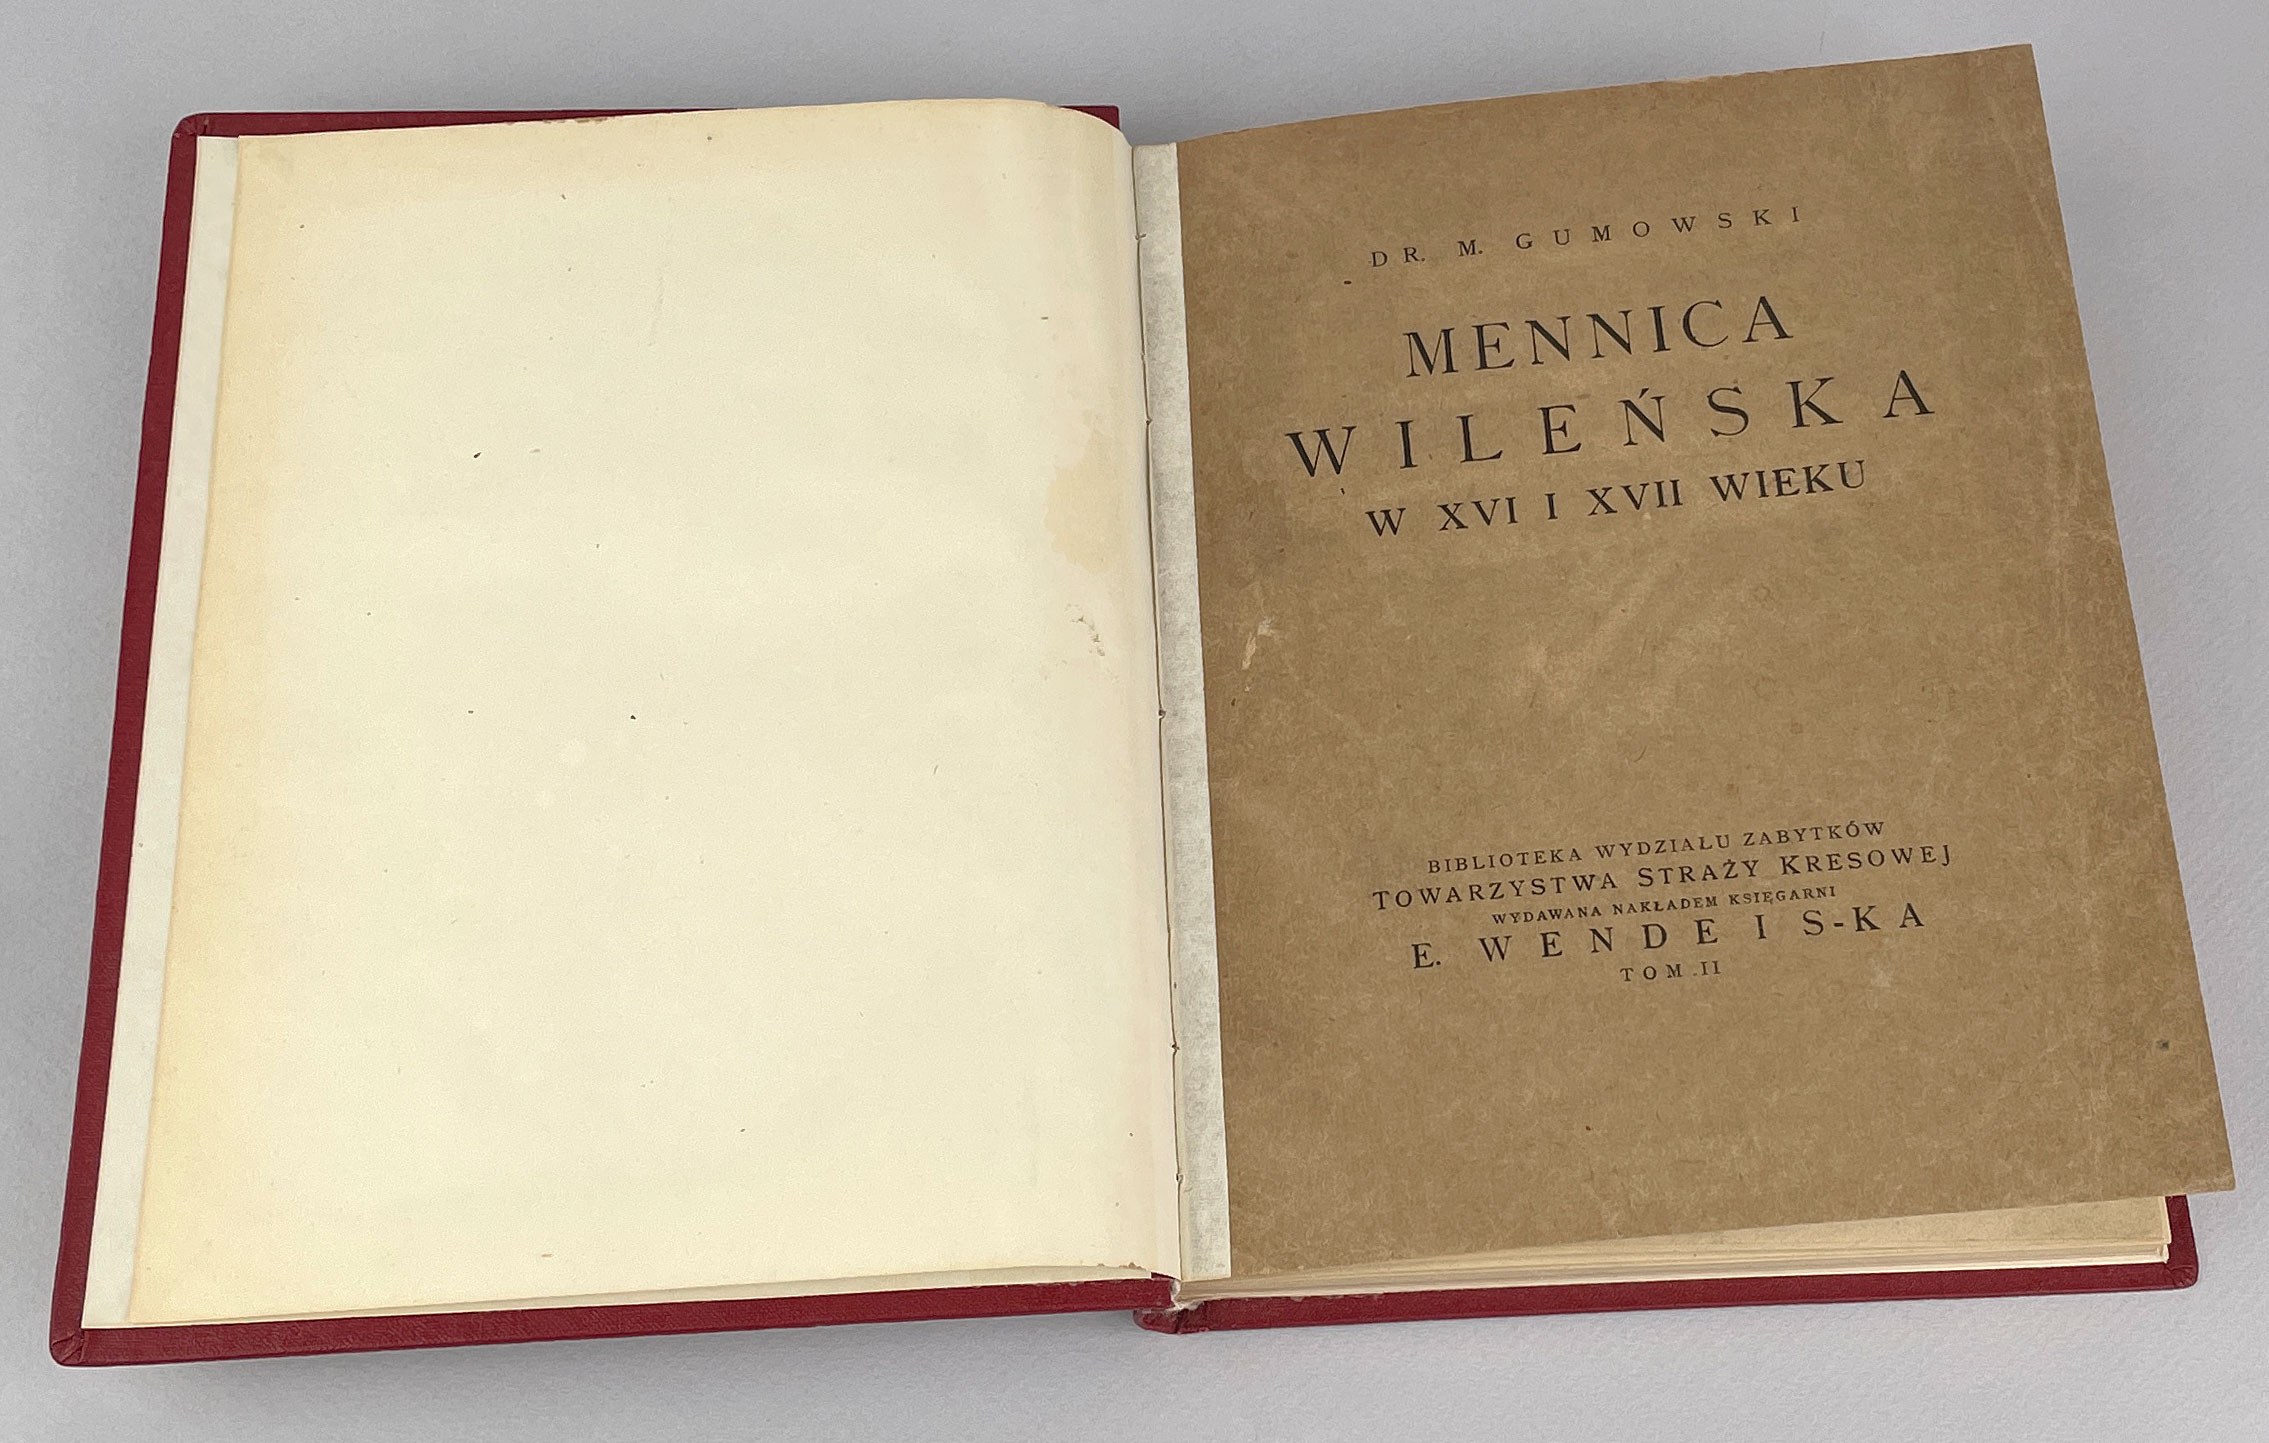 DR. M. GUMOWSKI
MENNICA
WILEŃSKA
W XVI I XVII WIEKU
BIBLIOTEKA WYDZIAŁU ZABYTKÓW
TOWARZYSTWA STRAŻY KRESOWEJ
WYDAWANA NAKŁADEM KSIĘGARNI
E. WENDE I S-KA
TOM II